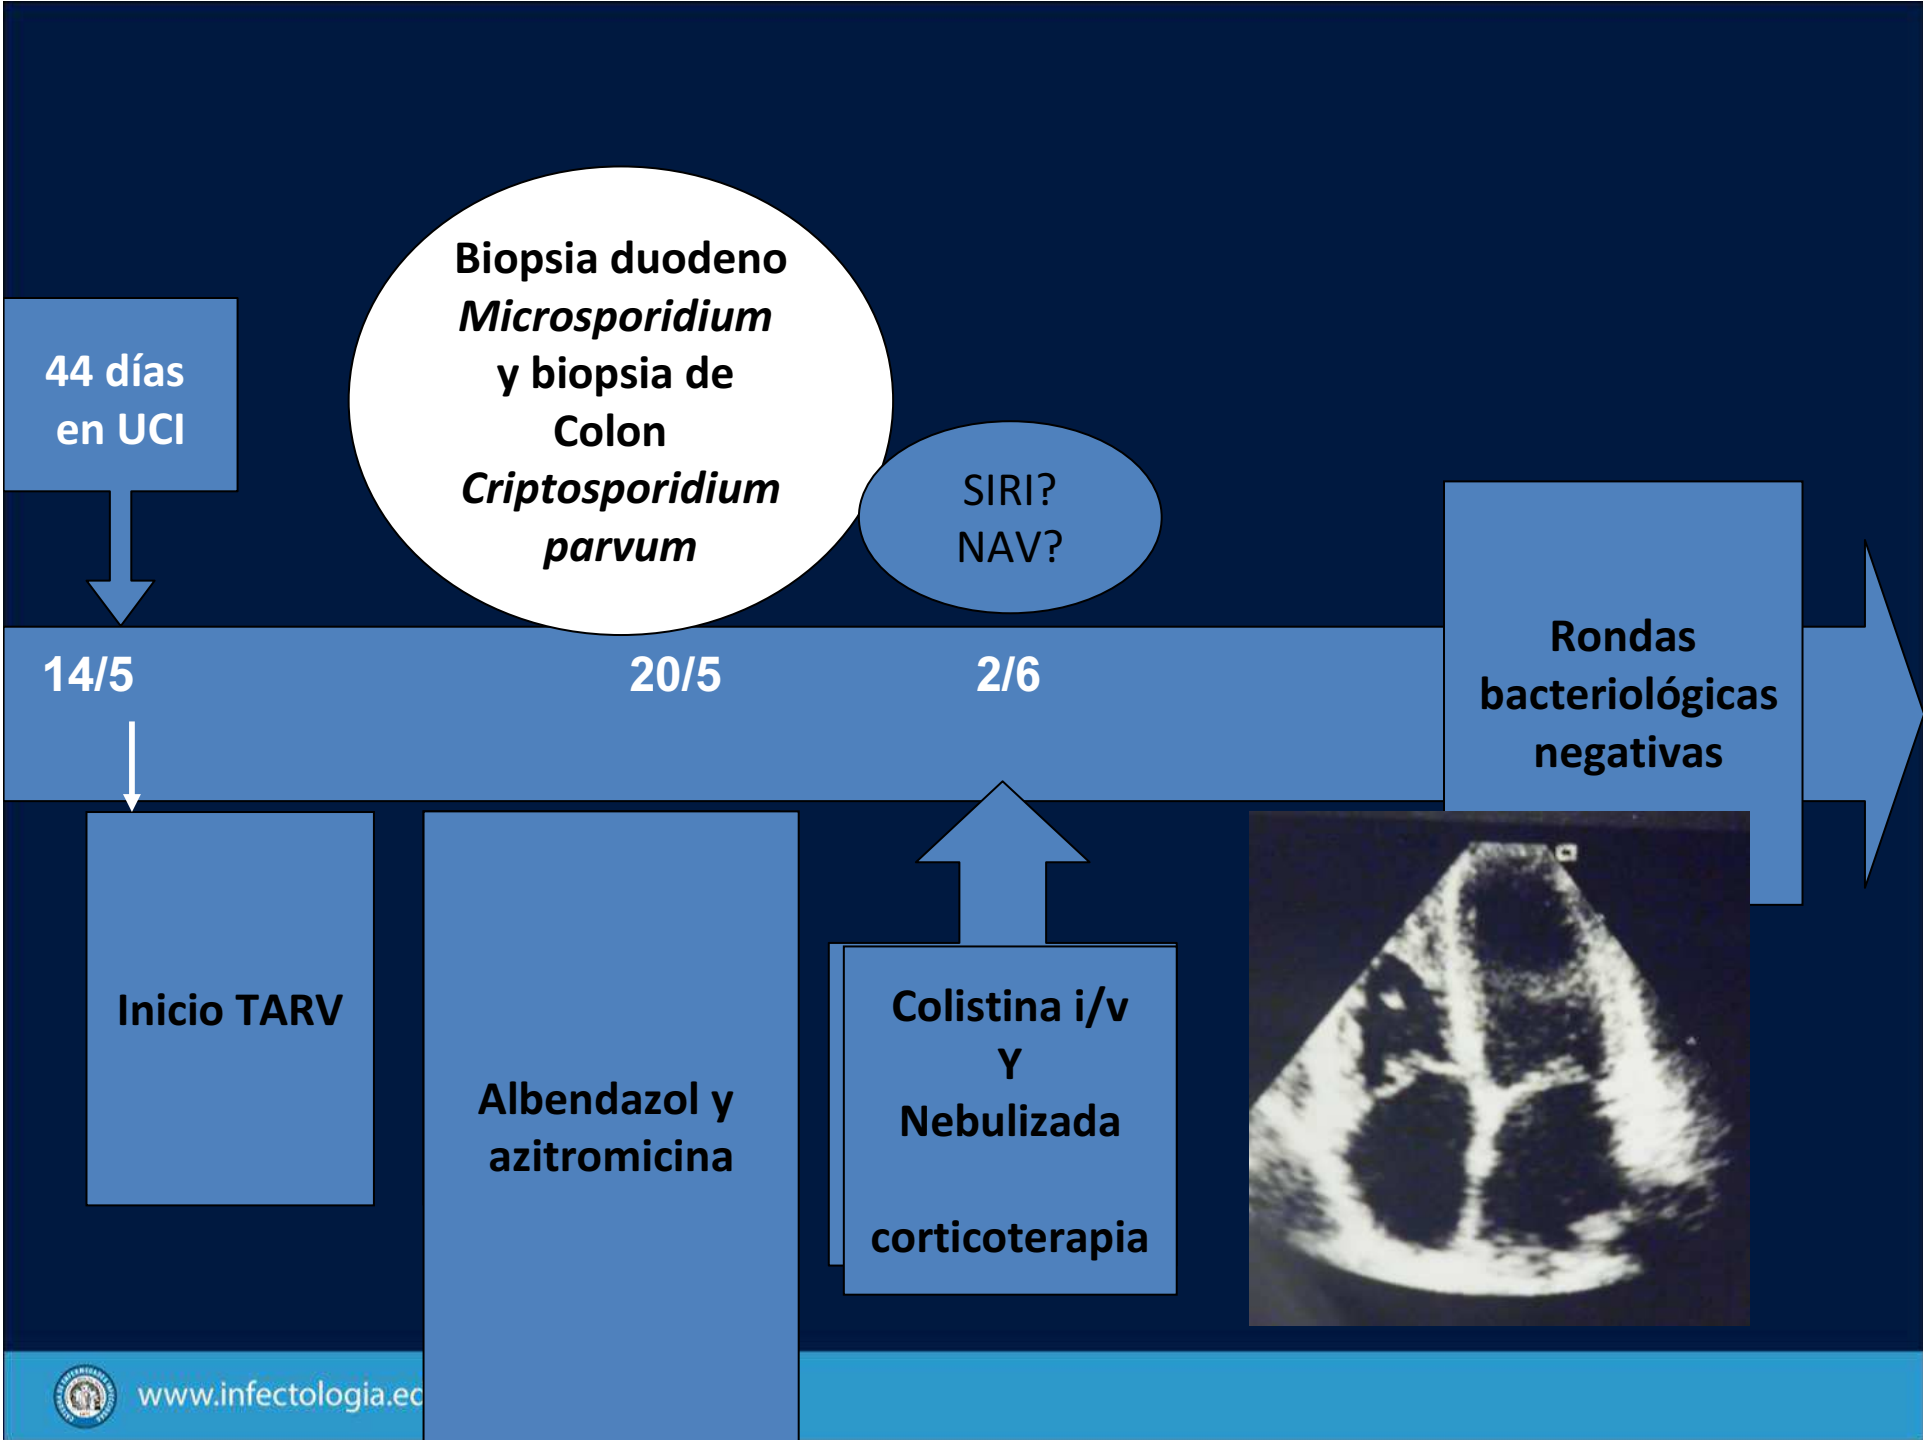 44 días
en UCI
Biopsia duodeno
Microsporidium
y biopsia de
Colon
Criptosporidium
parvum
SIRI?
NAV?
Rondas
bacteriológicas
negativas
14/5
20/5
2/6
Inicio TARV
Albendazol y
azitromicina
Colistina i/v
Y
Nebulizada
corticoterapia
www.infectologia.ed